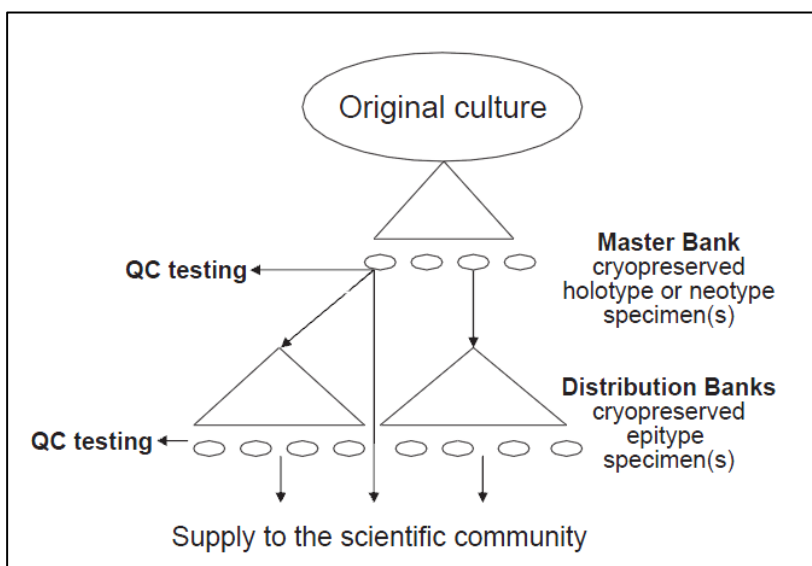 Original culture
Master Bank
cryopreserved
holotype or neotype
specimen(s)
QC testing
Distribution Banks
cryopreserved
epitype
specimen(s)
QC testing
Supply to the scientific community